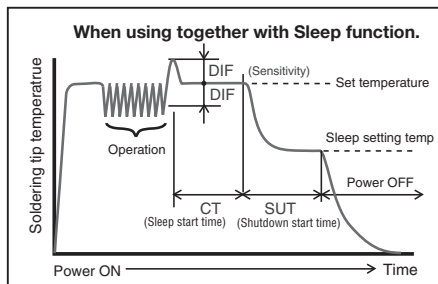 When using together with Sleep function.
Soldering tip temperatrue
DIF
(Sensitivity)
DIF
Set temperature
Operation
Sleep setting temp
Power OFF
CT
SUT
(Sleep start time)
(Shutdown start time)
Power ON
Time